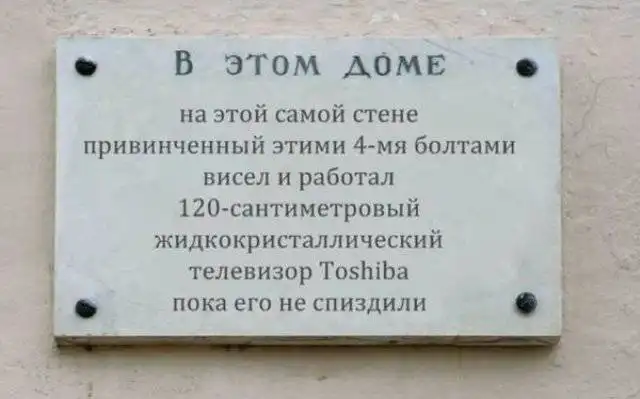 В ЭТОМ ДОМЕ
на этой самой стене
привинченный этими 4-мя болтами
висел и работал
120-сантиметровый
жидкокристаллический
телевизор Toshiba
пока его не спиздили